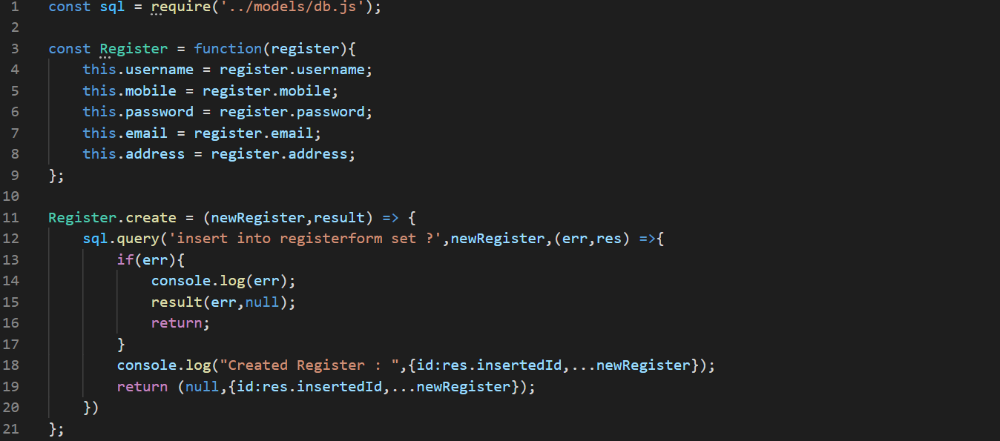 1 const sql = require('../models/db.js');
2
3 const Register = function(register){
4 this.username = register.username;
5 this.mobile = register.mobile;
6 this.password = register.password;
7 this.email = register.email;
8 this.address = register.address;
9 };
10
11 Register.create = (newRegister,result) => {
12 sql.query('insert into registerform set ?',newRegister,(err,res) =>{
13 if(err){
14 console.log(err);
15 result(err,null);
16 return;
17 }
18 console.log("Created Register : ",{id:res.insertedId,...newRegister});
19 return (null,{id:res.insertedId,...newRegister});
20 })
21 };